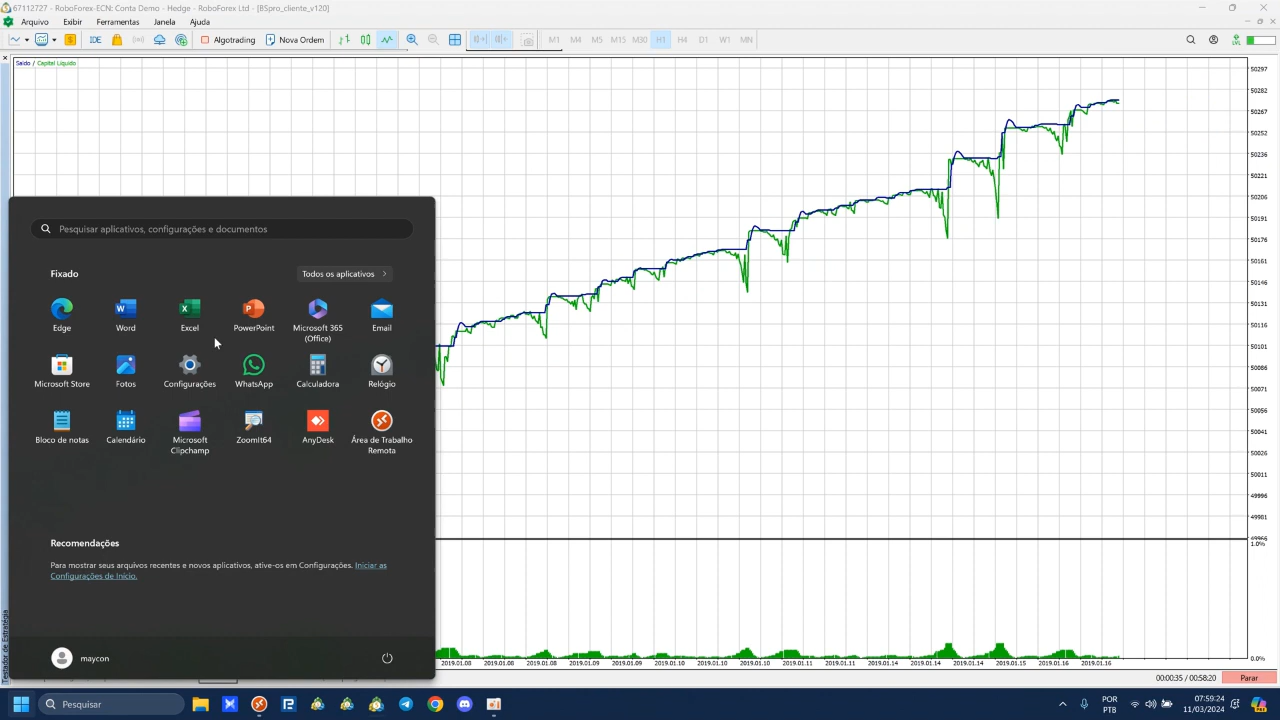 67112727 - RoboForex-ECN: Conta Demo - Hedge - RoboForex Ltd - [BSpro_cliente_v120]
Arquivo Exibir Ferramentas Janela Ajuda
IDE Algotrading Nova Ordem M1 M4 M5 M15 M30 H1 H4 D1 W1 MN LVL
Saldo / Capital Líquido
50297
50282
50267
50252
50236
50221
50206
50191
50176
50161
50146
50131
50116
50101
50086
50071
50056
50041
50026
50011
49996
49981
49966
1.0%
0.0%
Pesquisar aplicativos, configurações e documentos
Fixado Todos os aplicativos
Edge Word Excel PowerPoint Microsoft 365 (Office) Email
Microsoft Store Fotos Configurações WhatsApp Calculadora Relógio
Bloco de notas Calendário Microsoft Clipchamp ZoomIt64 AnyDesk Área de Trabalho Remota
Recomendações
Para mostrar seus arquivos recentes e novos aplicativos, ative-os em Configurações. Iniciar as
Configurações de Início.
maycon
Testador de Estratégia
2019.01.08 2019.01.08 2019.01.08 2019.01.09 2019.01.09 2019.01.10 2019.01.10 2019.01.10 2019.01.11 2019.01.11 2019.01.14 2019.01.14 2019.01.15 2019.01.16 2019.01.16
00:00:35 / 00:58:20 Parar
Pesquisar
POR
PTB
07:59:24
11/03/2024